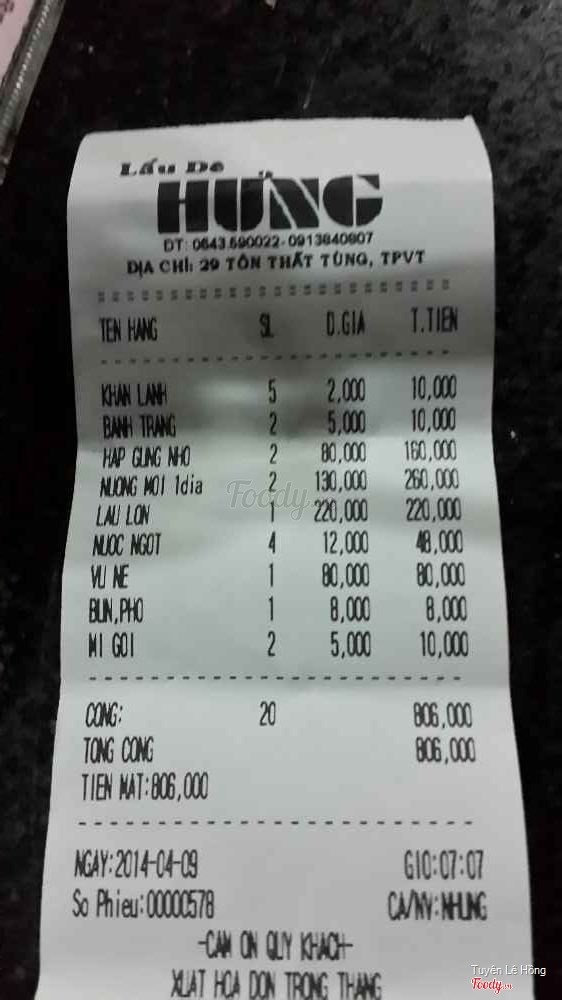 Lẩu Dê
HƯNG
ĐT: 0643.590022-0913840907
ĐỊA CHỈ: 29 TÔN THẤT TÙNG, TPVT
TEN HANG SL D.GIA T.TIEN
KHAN LANH 5 2,000 10,000
BANH TRANG 2 5,000 10,000
HAP GUNG NHO 2 80,000 160,000
NUONG MOI 1dia 2 130,000 260,000
LAU LON 1 220,000 220,000
NUOC NGOT 4 12,000 48,000
VU NE 1 80,000 80,000
BUN,PHO 1 8,000 8,000
MI GOI 2 5,000 10,000
CONG: 20 806,000
TONG CONG 806,000
TIEN MAT:806,000
NGAY:2014-04-09 GIO:07:07
So Phieu:00000578 CA/NV:NHUNG
-CAM ON QUY KHACH-
XUAT HOA DON TRONG THANG
Foody
Tuyên Lê Hồng
Foody.vn